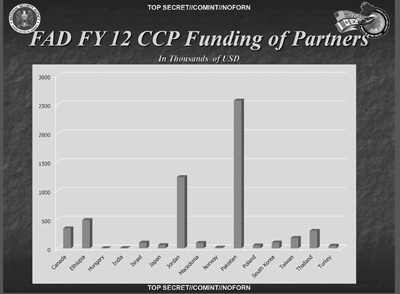 TOP SECRET//COMINT//NOFORN
FAD FY 12 CCP Funding of Partners
In Thousands of USD
3000
2500
2000
1500
1000
500
0
Canada
Ethiopia
Hungary
India
Israel
Japan
Jordan
Macedonia
Norway
Pakistan
Poland
South Korea
Taiwan
Thailand
Turkey
TOP SECRET//COMINT//NOFORN